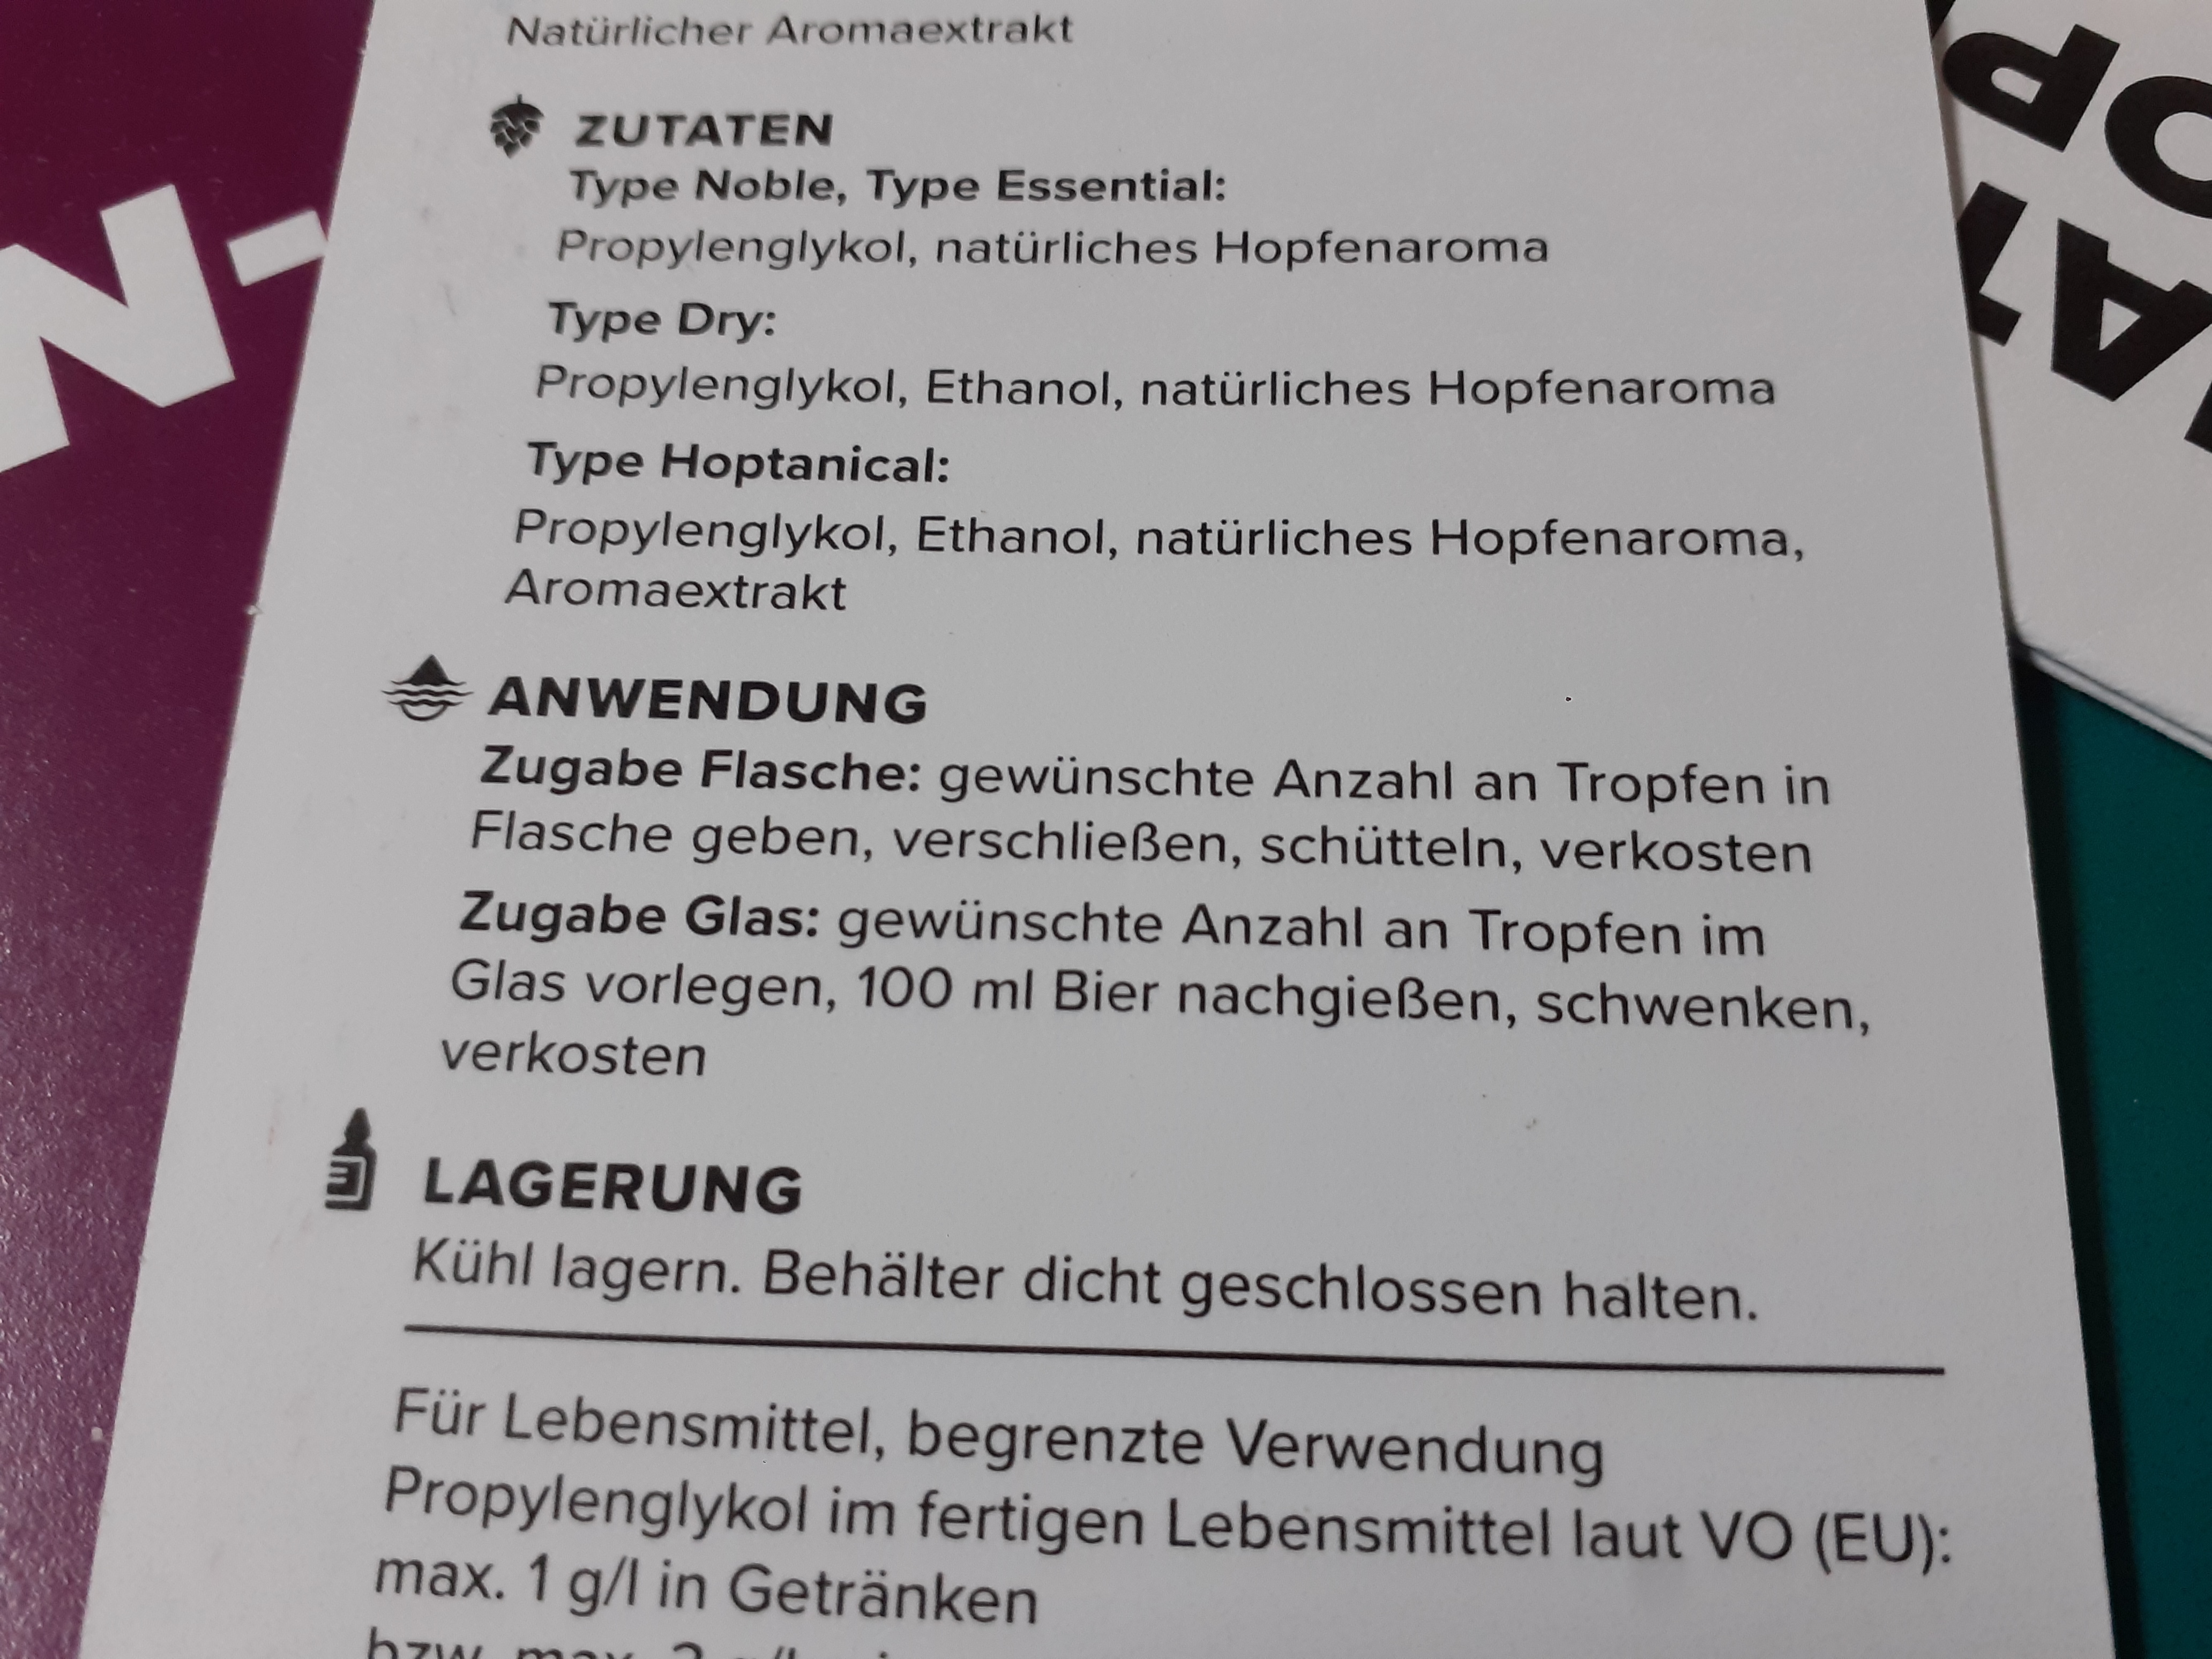 Natürlicher Aromaextrakt
ZUTATEN
Type Noble, Type Essential:
Propylenglykol, natürliches Hopfenaroma
Type Dry:
Propylenglykol, Ethanol, natürliches Hopfenaroma
Type Hoptanical:
Propylenglykol, Ethanol, natürliches Hopfenaroma,
Aromaextrakt
ANWENDUNG
Zugabe Flasche: gewünschte Anzahl an Tropfen in
Flasche geben, verschließen, schütteln, verkosten
Zugabe Glas: gewünschte Anzahl an Tropfen im
Glas vorlegen, 100 ml Bier nachgießen, schwenken,
verkosten
LAGERUNG
Kühl lagern. Behälter dicht geschlossen halten.
Für Lebensmittel, begrenzte Verwendung
Propylenglykol im fertigen Lebensmittel laut VO (EU):
max. 1 g/l in Getränken
bzw. max.
N-